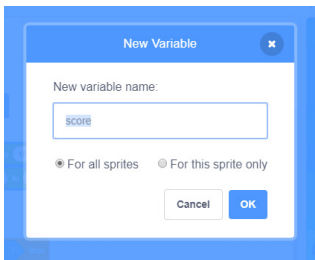 New Variable
New variable name:
score
For all sprites For this sprite only
Cancel OK